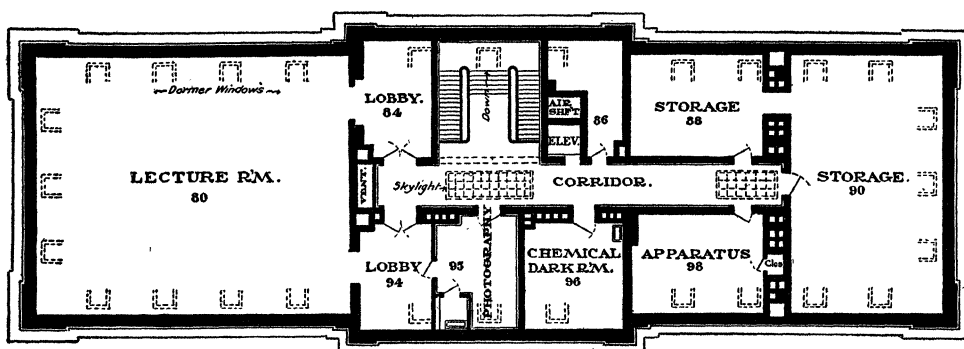 Dormer Windows
LECTURE R'M.
80
LOBBY.
84
VENT.
Down
AIR
SHFT
ELEV.
86
STORAGE
88
STORAGE.
90
Skylight
CORRIDOR.
LOBBY
94
95
PHOTOGRAPHY
CHEMICAL
DARK R'M.
96
APPARATUS
98
Clos